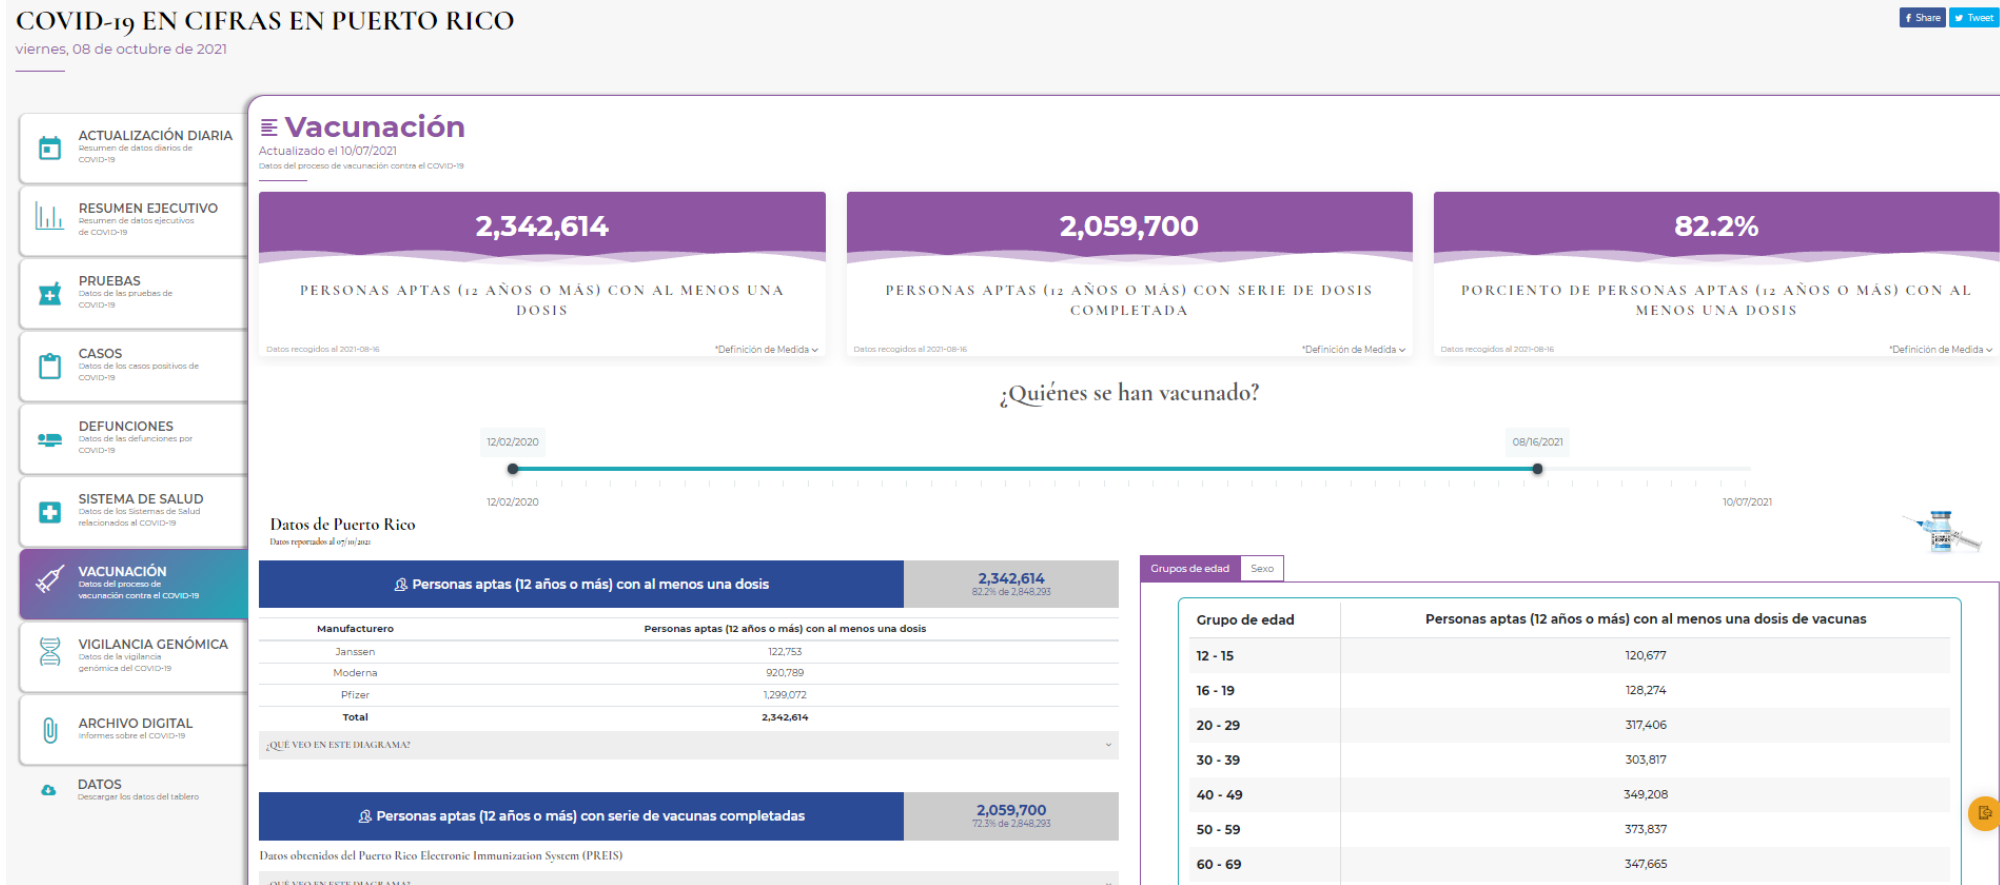 COVID-19 EN CIFRAS EN PUERTO RICO
viernes, 08 de octubre de 2021
Share
Tweet
ACTUALIZACIÓN DIARIA
Resumen de datos diarios de
COVID-19
RESUMEN EJECUTIVO
Resumen de datos ejecutivos
de COVID-19
PRUEBAS
Datos de las pruebas de
COVID-19
CASOS
Datos de los casos positivos de
COVID-19
DEFUNCIONES
Datos de las defunciones por
COVID-19
SISTEMA DE SALUD
Datos de los Sistemas de Salud
relacionados al COVID-19
VACUNACIÓN
Datos del proceso de
vacunación contra el COVID-19
VIGILANCIA GENÓMICA
Datos de la vigilancia
genómica del COVID-19
ARCHIVO DIGITAL
Informes sobre el COVID-19
DATOS
Descargar los datos del tablero
Vacunación
Actualizado el 10/07/2021
Datos del proceso de vacunación contra el COVID-19
2,342,614
PERSONAS APTAS (12 AÑOS O MÁS) CON AL MENOS UNA
DOSIS
Datos recogidos al 2021-08-16
*Definición de Medida
2,059,700
PERSONAS APTAS (12 AÑOS O MÁS) CON SERIE DE DOSIS
COMPLETADA
Datos recogidos al 2021-08-16
*Definición de Medida
82.2%
PORCIENTO DE PERSONAS APTAS (12 AÑOS O MÁS) CON AL
MENOS UNA DOSIS
Datos recogidos al 2021-08-16
*Definición de Medida
¿Quiénes se han vacunado?
12/02/2020
08/16/2021
12/02/2020
10/07/2021
Datos de Puerto Rico
Datos reportados al 07/10/2021
Personas aptas (12 años o más) con al menos una dosis
2,342,614
82.2% de 2,848,293
Manufacturero Personas aptas (12 años o más) con al menos una dosis
Janssen 122,753
Moderna 920,789
Pfizer 1,299,072
Total 2,342,614
¿QUÉ VEO EN ESTE DIAGRAMA?
Personas aptas (12 años o más) con serie de vacunas completadas
2,059,700
72.3% de 2,848,293
Datos obtenidos del Puerto Rico Electronic Immunization System (PREIS)
¿QUÉ VEO EN ESTE DIAGRAMA?
Grupos de edad
Sexo
Grupo de edad Personas aptas (12 años o más) con al menos una dosis de vacunas
12 - 15 120,677
16 - 19 128,274
20 - 29 317,406
30 - 39 303,817
40 - 49 349,208
50 - 59 373,837
60 - 69 347,665